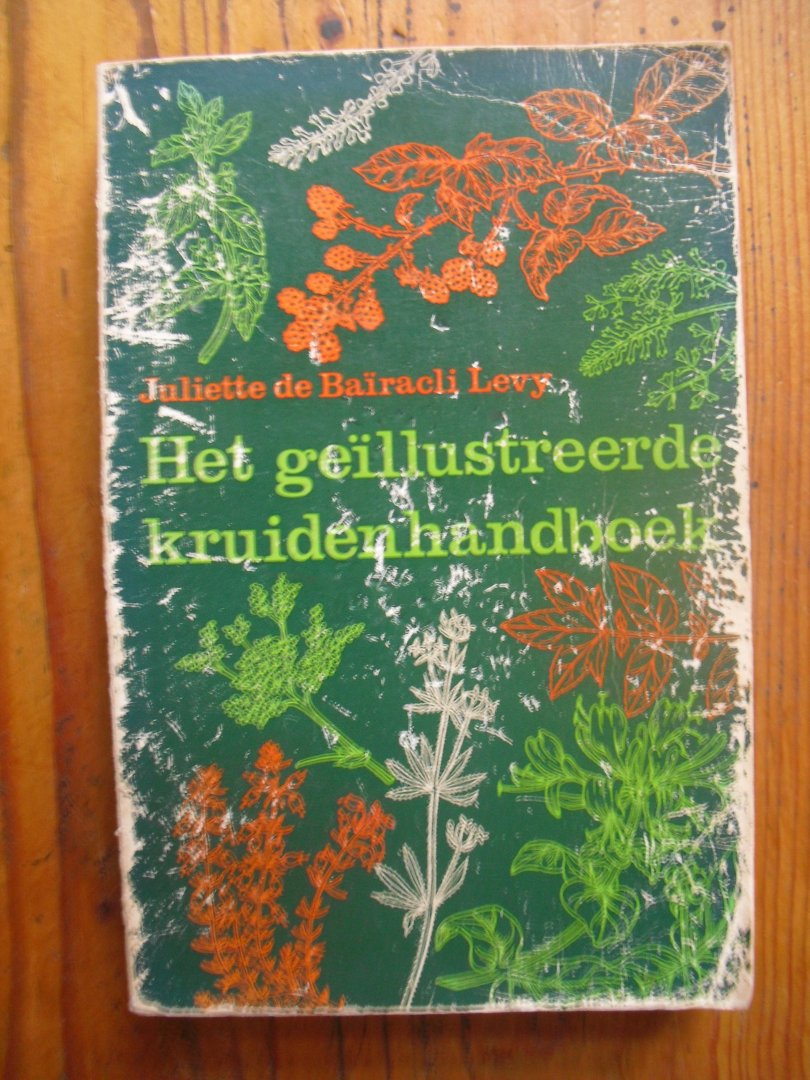 Juliette de Baïracli Levy
Het geïllustreerde
kruidenhandboek